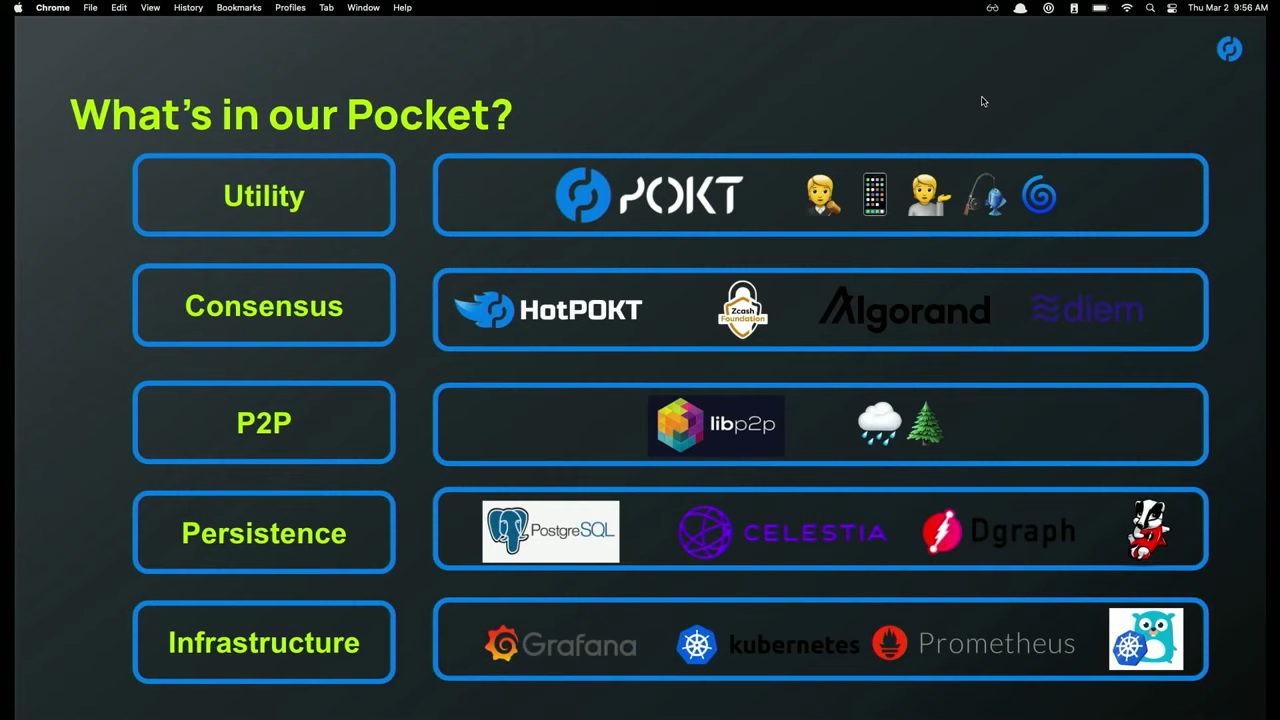 Chrome File Edit View History Bookmarks Profiles Tab Window Help Thu Mar 2 9:56 AM
What's in our Pocket?
Utility POKT
Consensus HotPOKT Zcash Foundation Algorand diem
P2P libp2p
Persistence PostgreSQL CELESTIA Dgraph
Infrastructure Grafana kubernetes Prometheus